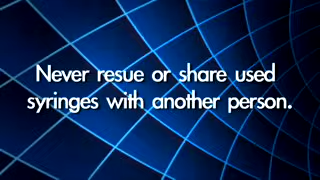 Never resue or share used
syringes with another person.